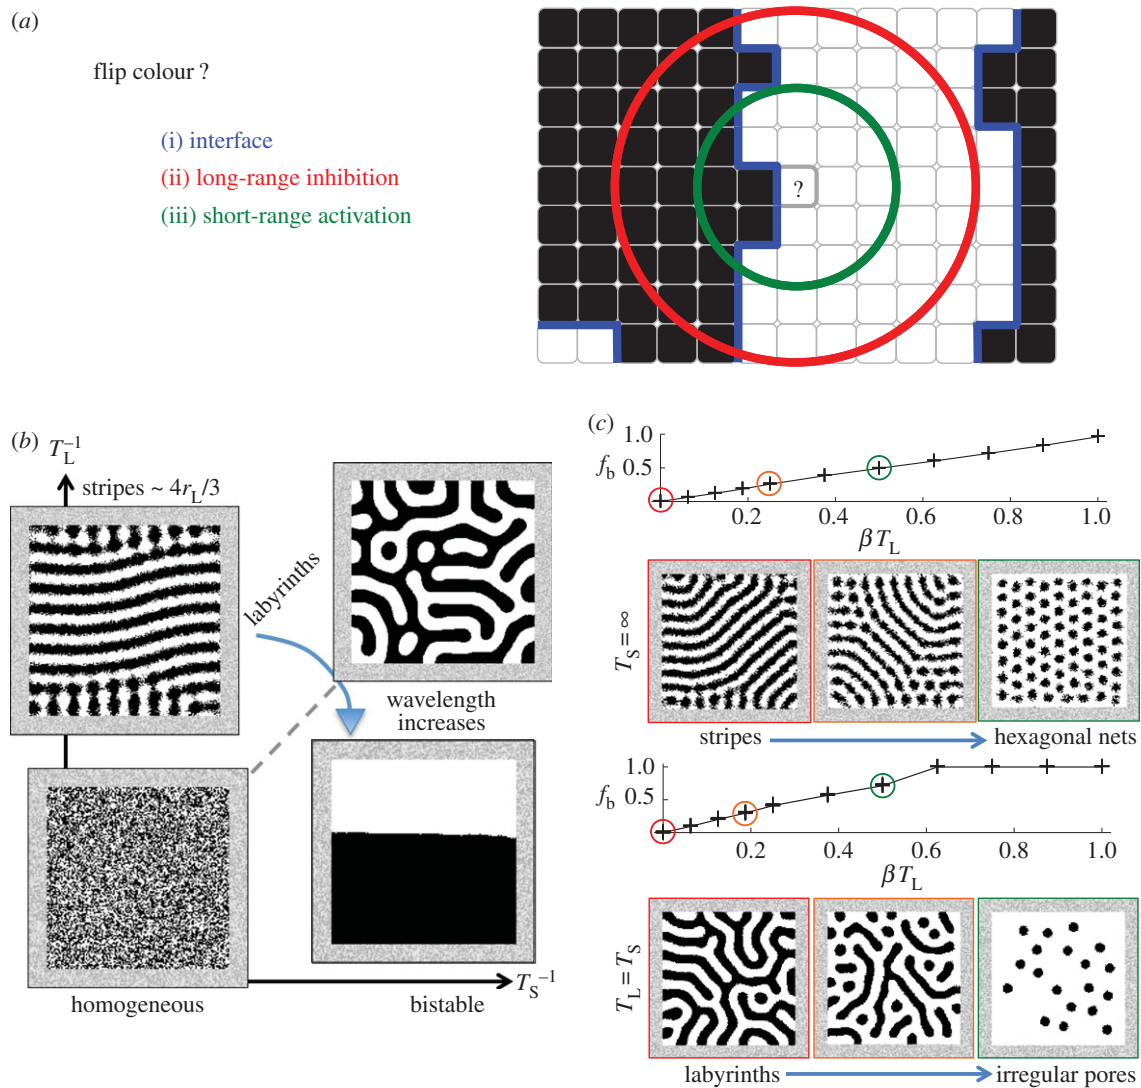 (a)
flip colour ?
(i) interface
(ii) long-range inhibition
(iii) short-range activation
?
(b)
T_L^-1
stripes ~ 4r_L/3
labyrinths
wavelength
increases
homogeneous
bistable
T_S^-1
(c)
1.0
f_b 0.5
0.2 0.4 0.6 0.8 1.0
βT_L
T_S = ∞
stripes
hexagonal nets
1.0
f_b 0.5
0.2 0.4 0.6 0.8 1.0
βT_L
T_L = T_S
labyrinths
irregular pores